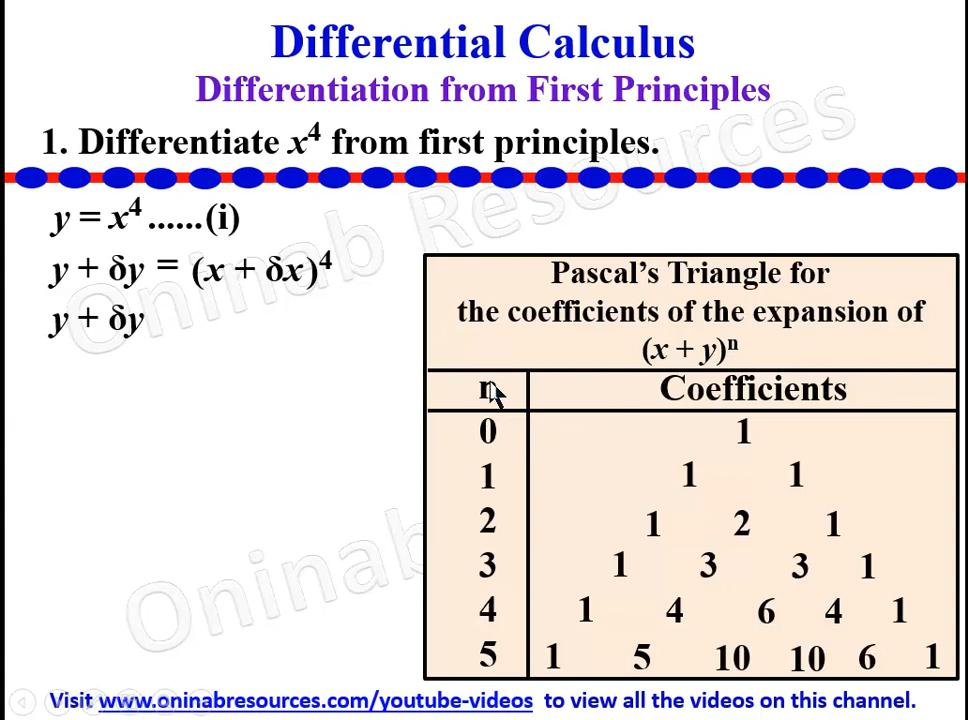 Differential Calculus
Differentiation from First Principles
1. Differentiate x⁴ from first principles.
y = x⁴ ......(i)
y + δy = (x + δx)⁴
y + δy
Pascal's Triangle for
the coefficients of the expansion of
(x + y)ⁿ
n Coefficients
0 1
1 1 1
2 1 2 1
3 1 3 3 1
4 1 4 6 4 1
5 1 5 10 10 6 1
Oninab Resources
Oninab
Visit www.oninabresources.com/youtube-videos to view all the videos on this channel.